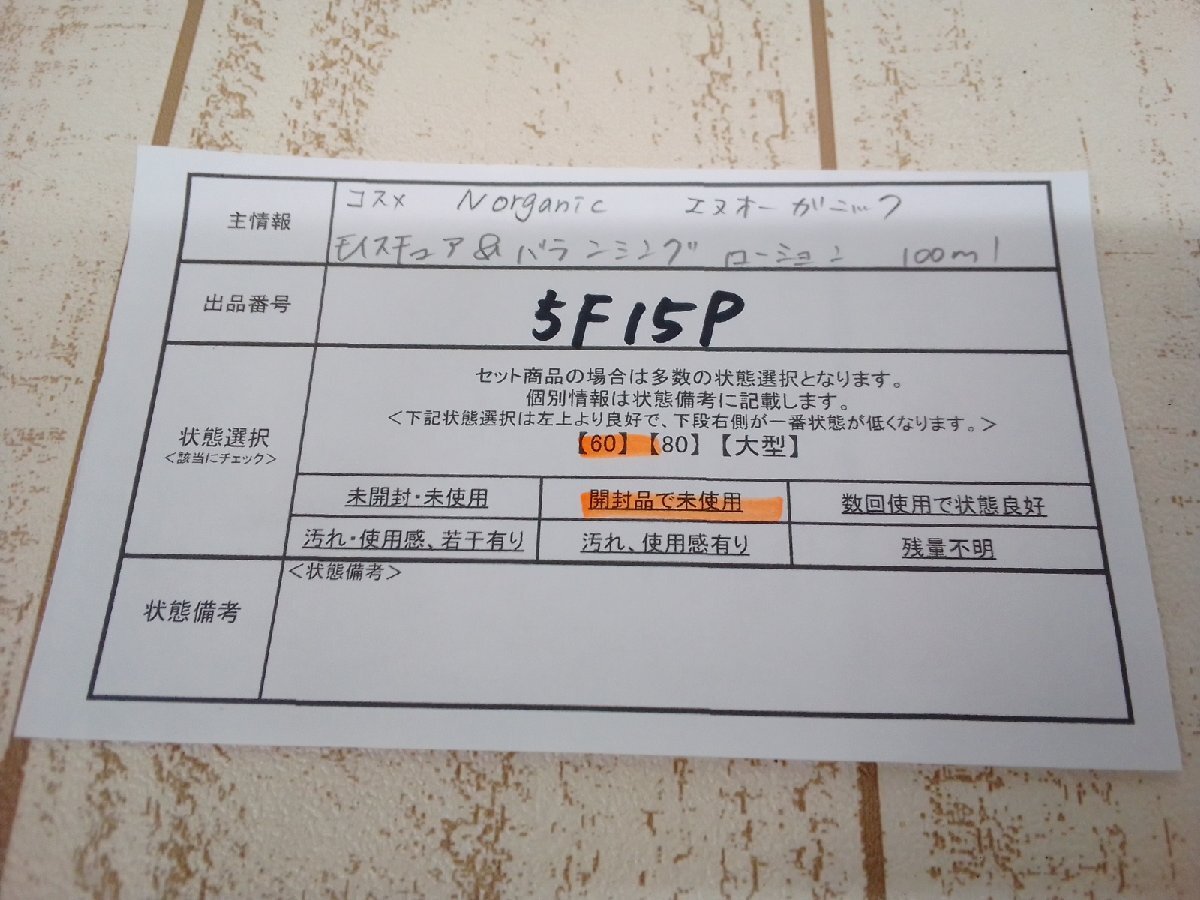 主情報
コスメ Norganic エヌオーガニック
モイスチュア&バランシング ローション 100ml
出品番号
5F15P
状態選択
<該当にチェック>
セット商品の場合は多数の状態選択となります。
個別情報は状態備考に記載します。
<下記状態選択は左上より良好で、下段右側が一番状態が低くなります。>
【60】【80】【大型】
未開封・未使用 開封品で未使用 数回使用で状態良好
汚れ・使用感、若干有り 汚れ、使用感有り 残量不明
状態備考
<状態備考>